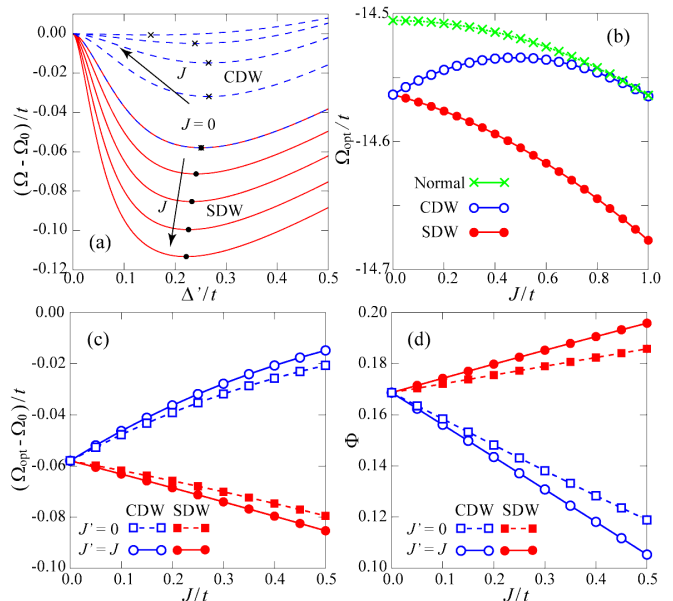 0.00
-0.02
-0.04
-0.06
-0.08
-0.10
-0.12
(Ω - Ω0)/t
0.0 0.1 0.2 0.3 0.4 0.5
Δ’/t
J
CDW
J = 0
J
SDW
(a)
-14.5
-14.6
-14.7
Ωopt/t
0.0 0.2 0.4 0.6 0.8 1.0
J/t
(b)
Normal
CDW
SDW
0.00
-0.02
-0.04
-0.06
-0.08
-0.10
(Ωopt - Ω0)/t
0.0 0.1 0.2 0.3 0.4 0.5
J/t
(c)
CDW SDW
J’ = 0
J’ = J
0.20
0.18
0.16
0.14
0.12
0.10
Φ
0.0 0.1 0.2 0.3 0.4 0.5
J/t
(d)
CDW SDW
J’ = 0
J’ = J